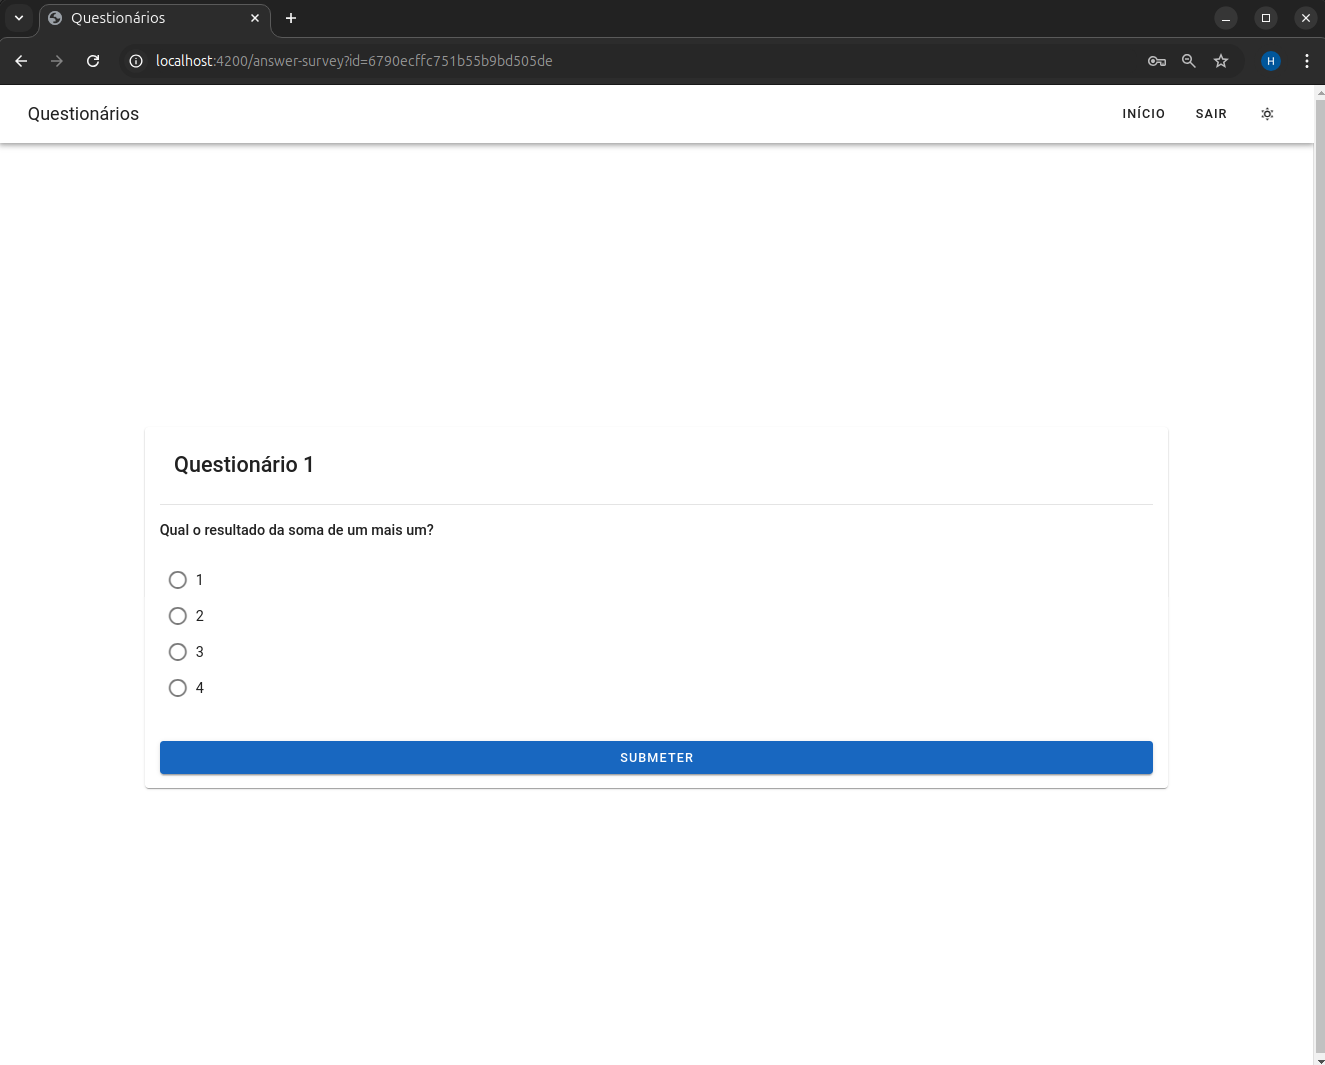 Questionários
localhost:4200/answer-survey?id=6790ecffc751b55b9bd505de
H
Questionários
INÍCIO
SAIR
Questionário 1
Qual o resultado da soma de um mais um?
1
2
3
4
SUBMETER